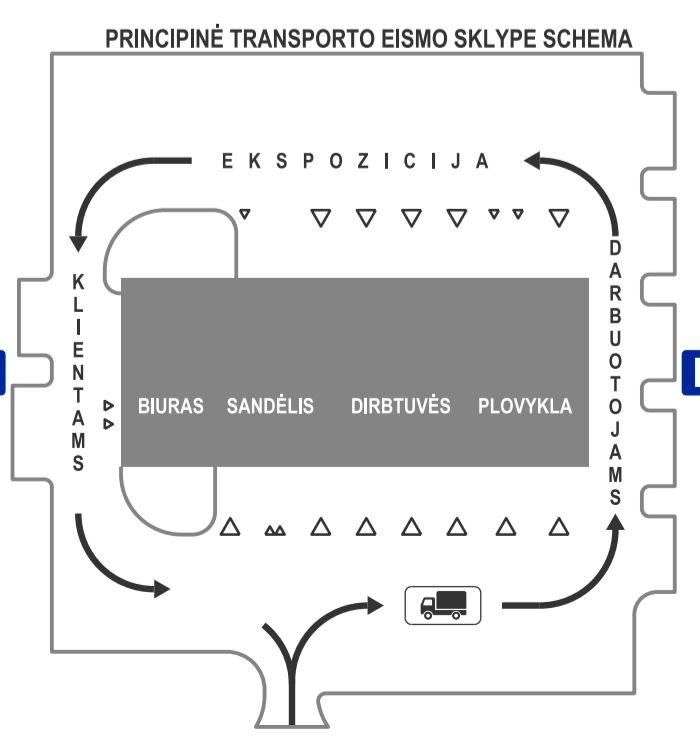 PRINCIPINĖ TRANSPORTO EISMO SKLYPE SCHEMA
EKSPOZICIJA
KLIENTAMS
DARBUOTOJAMS
BIURAS SANDĖLIS DIRBTUVĖS PLOVYKLA